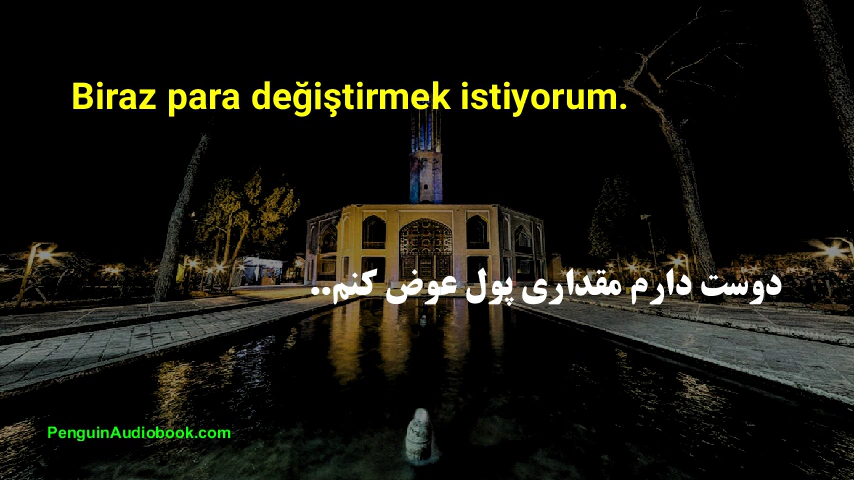 Biraz para değiştirmek istiyorum.
دوست دارم مقداری پول عوض کنم..
PenguinAudiobook.com